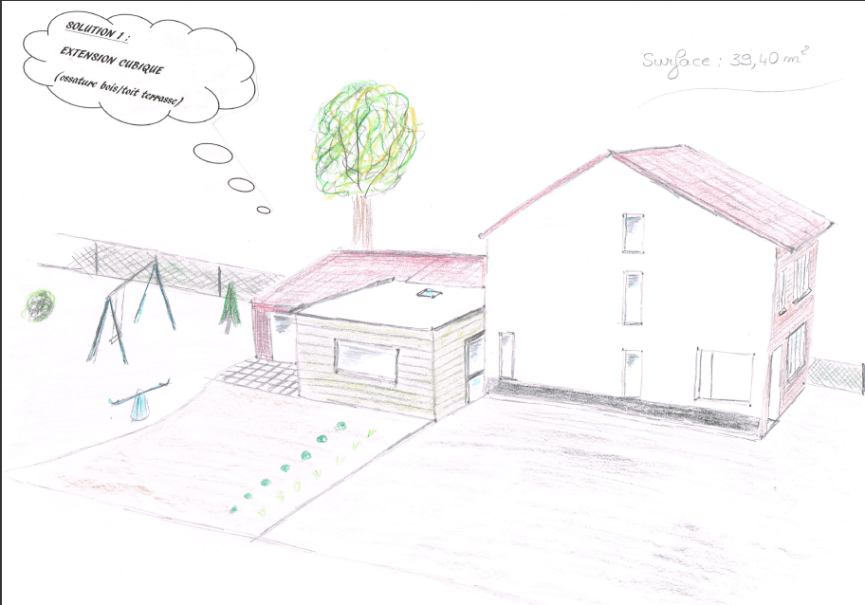 SOLUTION 1 :
EXTENSION CUBIQUE
(ossature bois/toit terrasse)
Surface : 39,40 m²